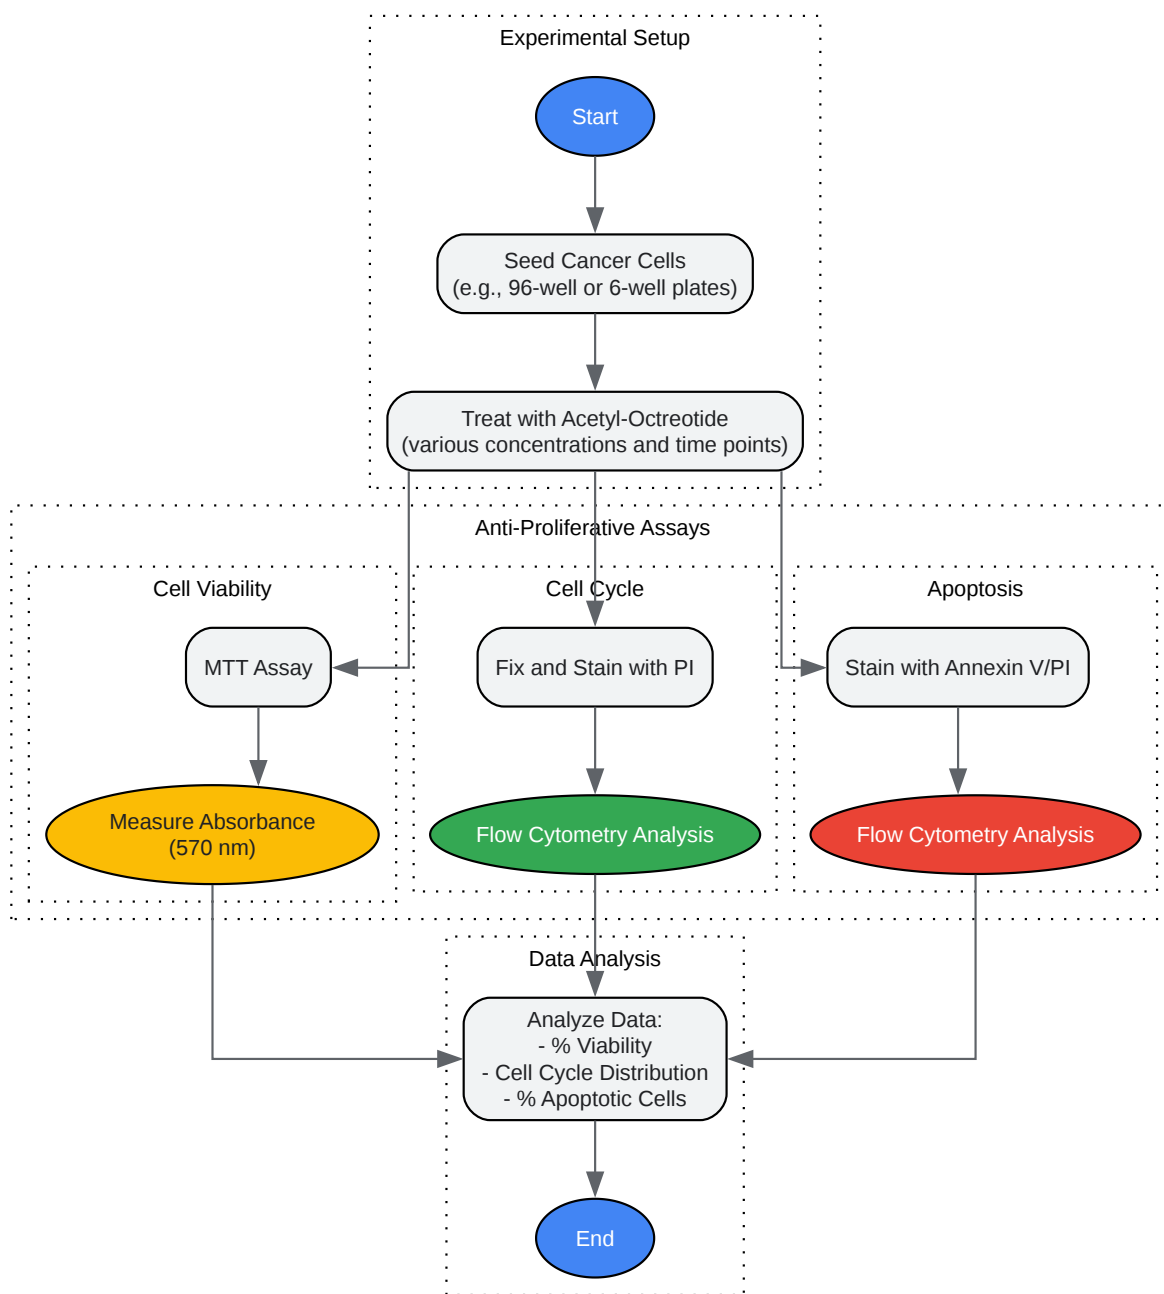 Experimental Setup
Start
Seed Cancer Cells
(e.g., 96-well or 6-well plates)
Treat with Acetyl-Octreotide
(various concentrations and time points)
Anti-Proliferative Assays
Cell Viability
Cell Cycle
Apoptosis
MTT Assay
Fix and Stain with PI
Stain with Annexin V/PI
Measure Absorbance
(570 nm)
Flow Cytometry Analysis
Flow Cytometry Analysis
Data Analysis
Analyze Data:
- % Viability
- Cell Cycle Distribution
- % Apoptotic Cells
End